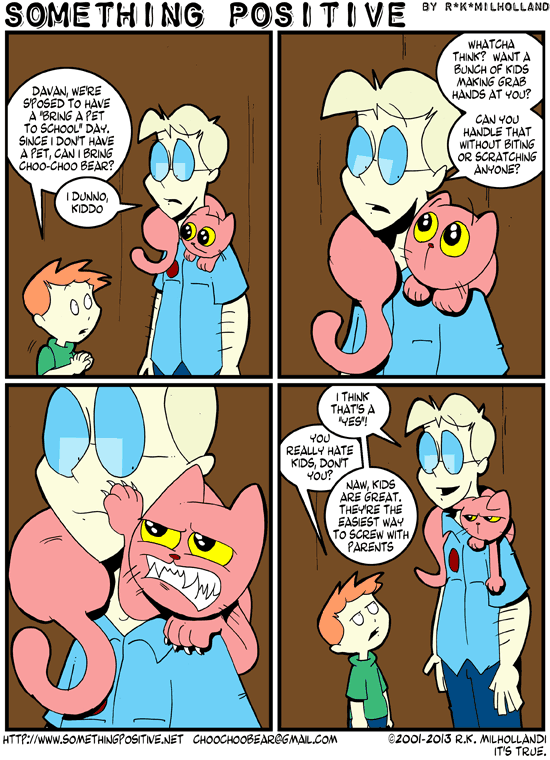 SOMETHING POSITIVE BY R*K*MILHOLLAND
DAVAN, WE'RE
S'POSED TO HAVE
A "BRING A PET
TO SCHOOL" DAY.
SINCE I DON'T HAVE
A PET, CAN I BRING
CHOO-CHOO BEAR?
I DUNNO,
KIDDO
WHATCHA
THINK? WANT A
BUNCH OF KIDS
MAKING GRAB
HANDS AT YOU?
CAN YOU
HANDLE THAT
WITHOUT BITING
OR SCRATCHING
ANYONE?
I THINK
THAT'S A
"YES"!
YOU
REALLY HATE
KIDS, DON'T
YOU?
NAW, KIDS
ARE GREAT.
THEY'RE THE
EASIEST WAY
TO SCREW WITH
PARENTS
HTTP://WWW.SOMETHINGPOSITIVE.NET CHOOCHOOBEAR@GMAIL.COM ©2001-2013 R.K. MILHOLLAND!
IT'S TRUE.